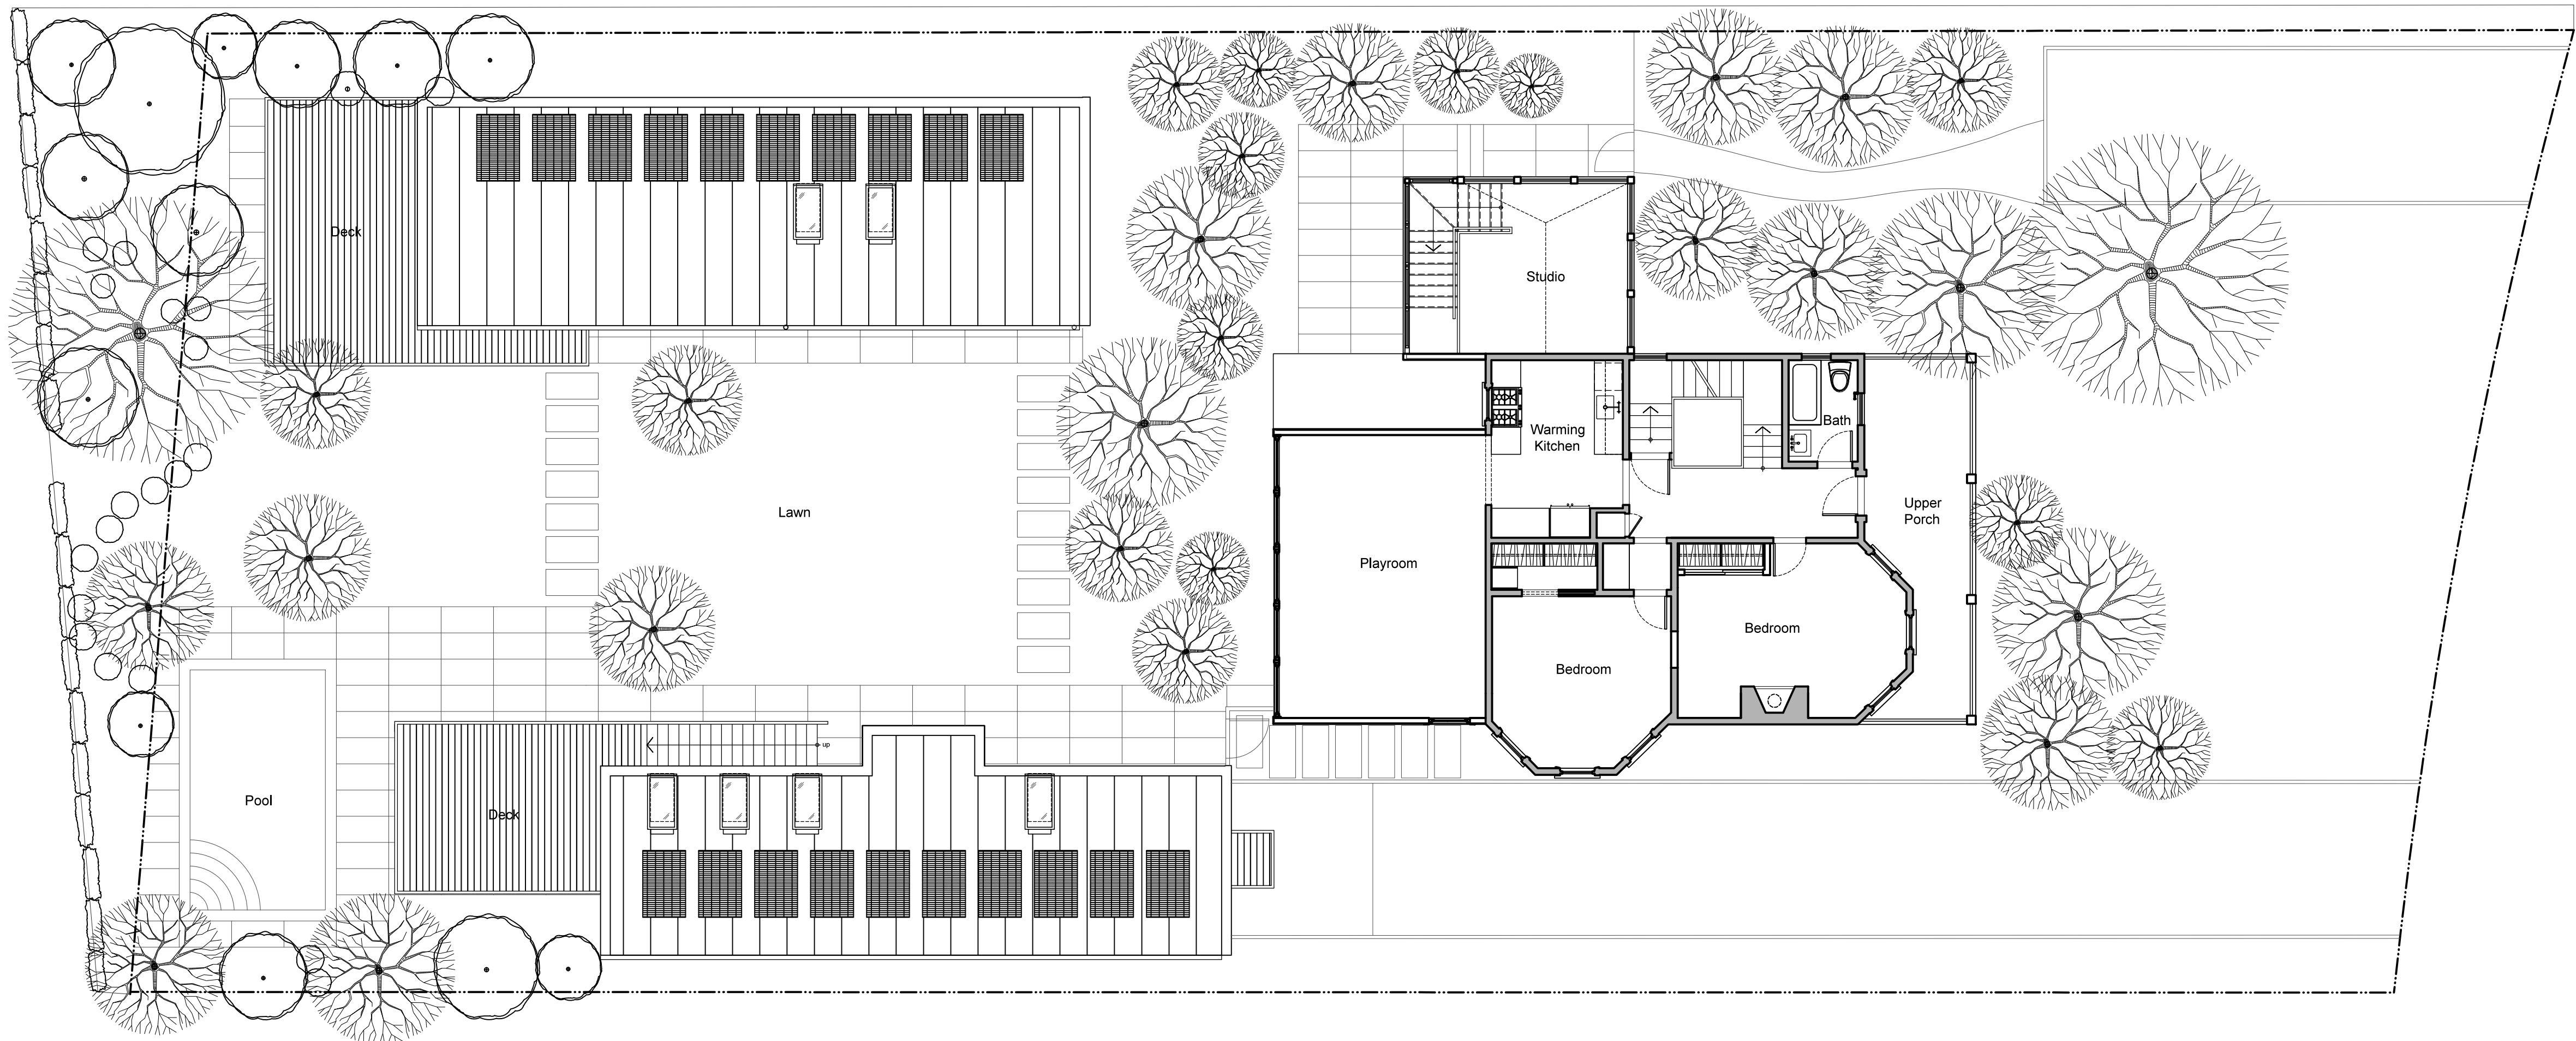 Deck
Studio
Bath
Warming
Kitchen
Upper
Porch
Lawn
Playroom
Bedroom
Bedroom
up
Pool
Deck